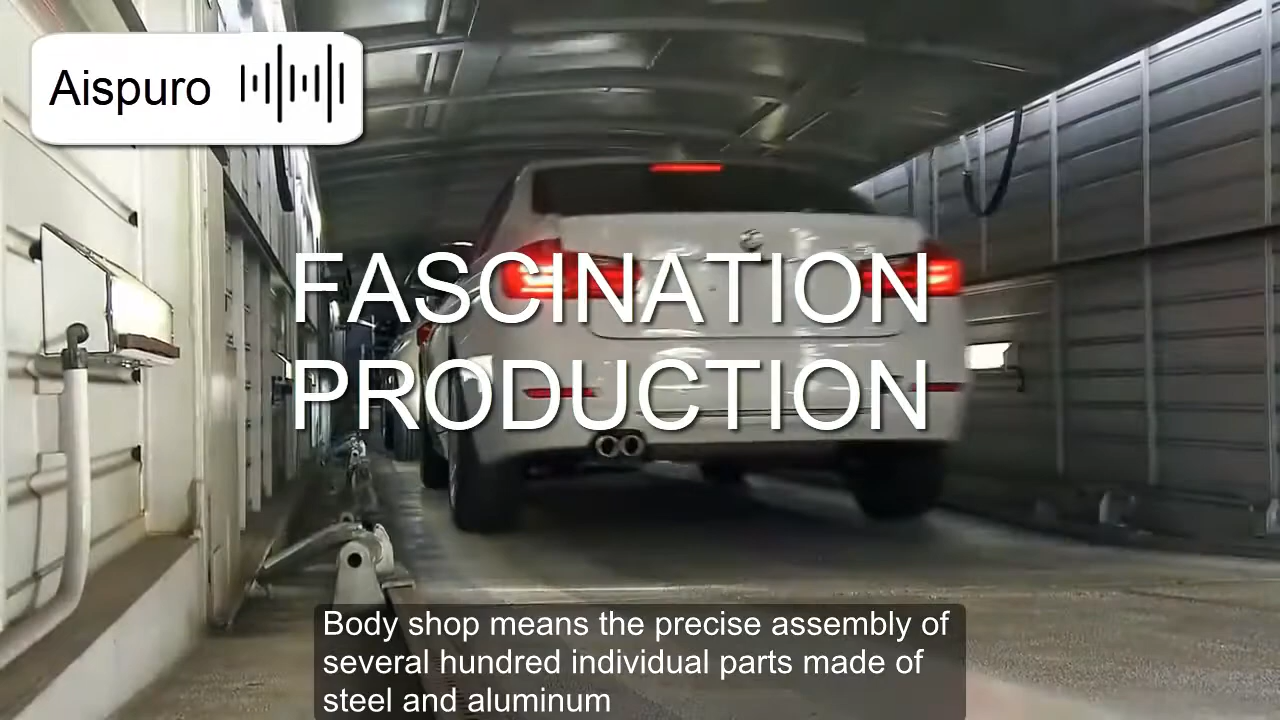 Aispuro
FASCINATION
PRODUCTION
Body shop means the precise assembly of
several hundred individual parts made of
steel and aluminum